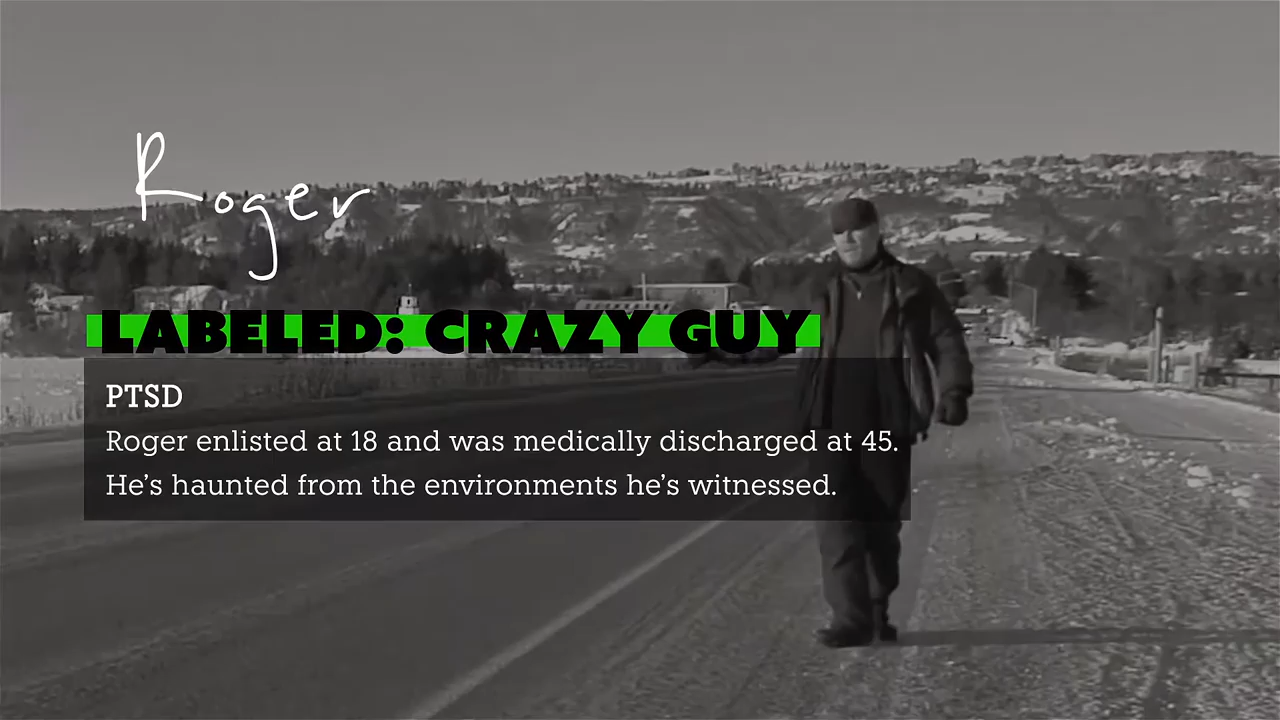 Roger
LABELED: CRAZY GUY
PTSD
Roger enlisted at 18 and was medically discharged at 45.
He's haunted from the environments he's witnessed.